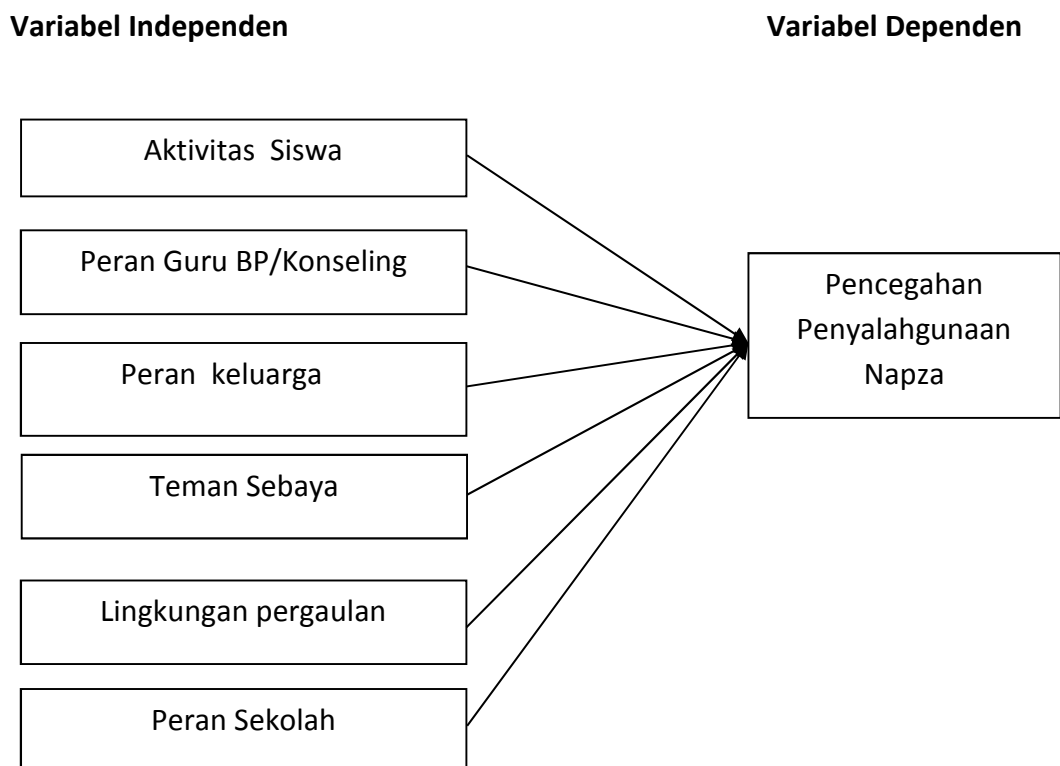 Variabel Independen
Variabel Dependen
Aktivitas Siswa
Peran Guru BP/Konseling
Peran keluarga
Teman Sebaya
Lingkungan pergaulan
Peran Sekolah
Pencegahan
Penyalahgunaan
Napza